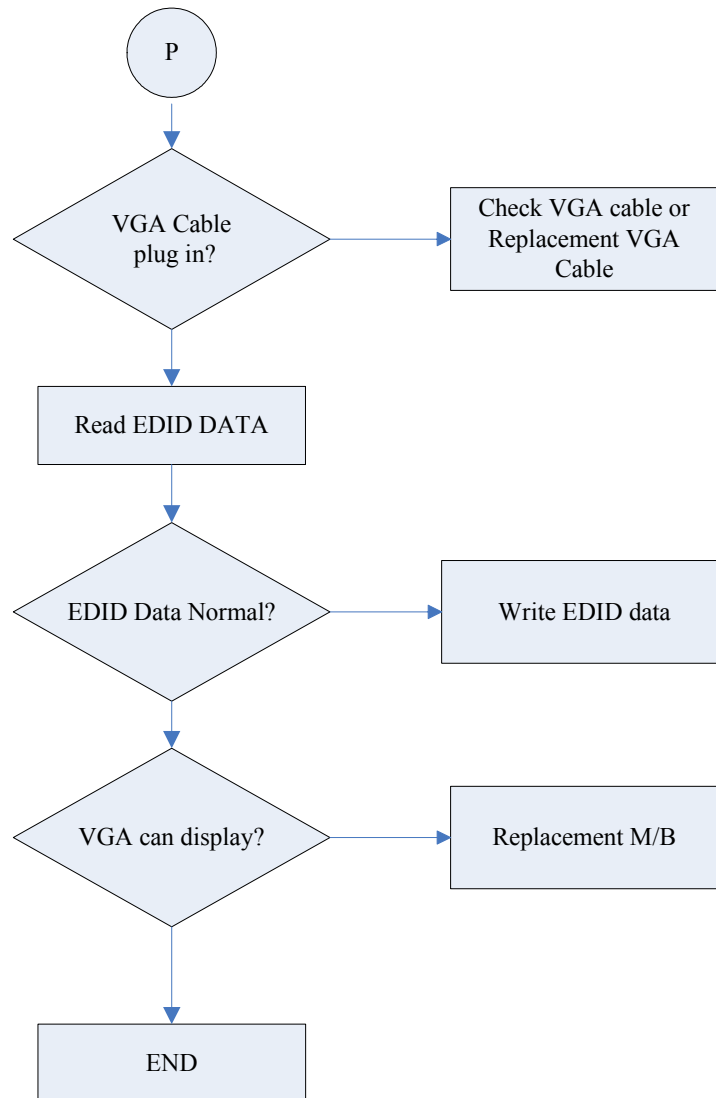 P
VGA Cable
plug in?
Check VGA cable or
Replacement VGA
Cable
Read EDID DATA
EDID Data Normal?
Write EDID data
VGA can display?
Replacement M/B
END